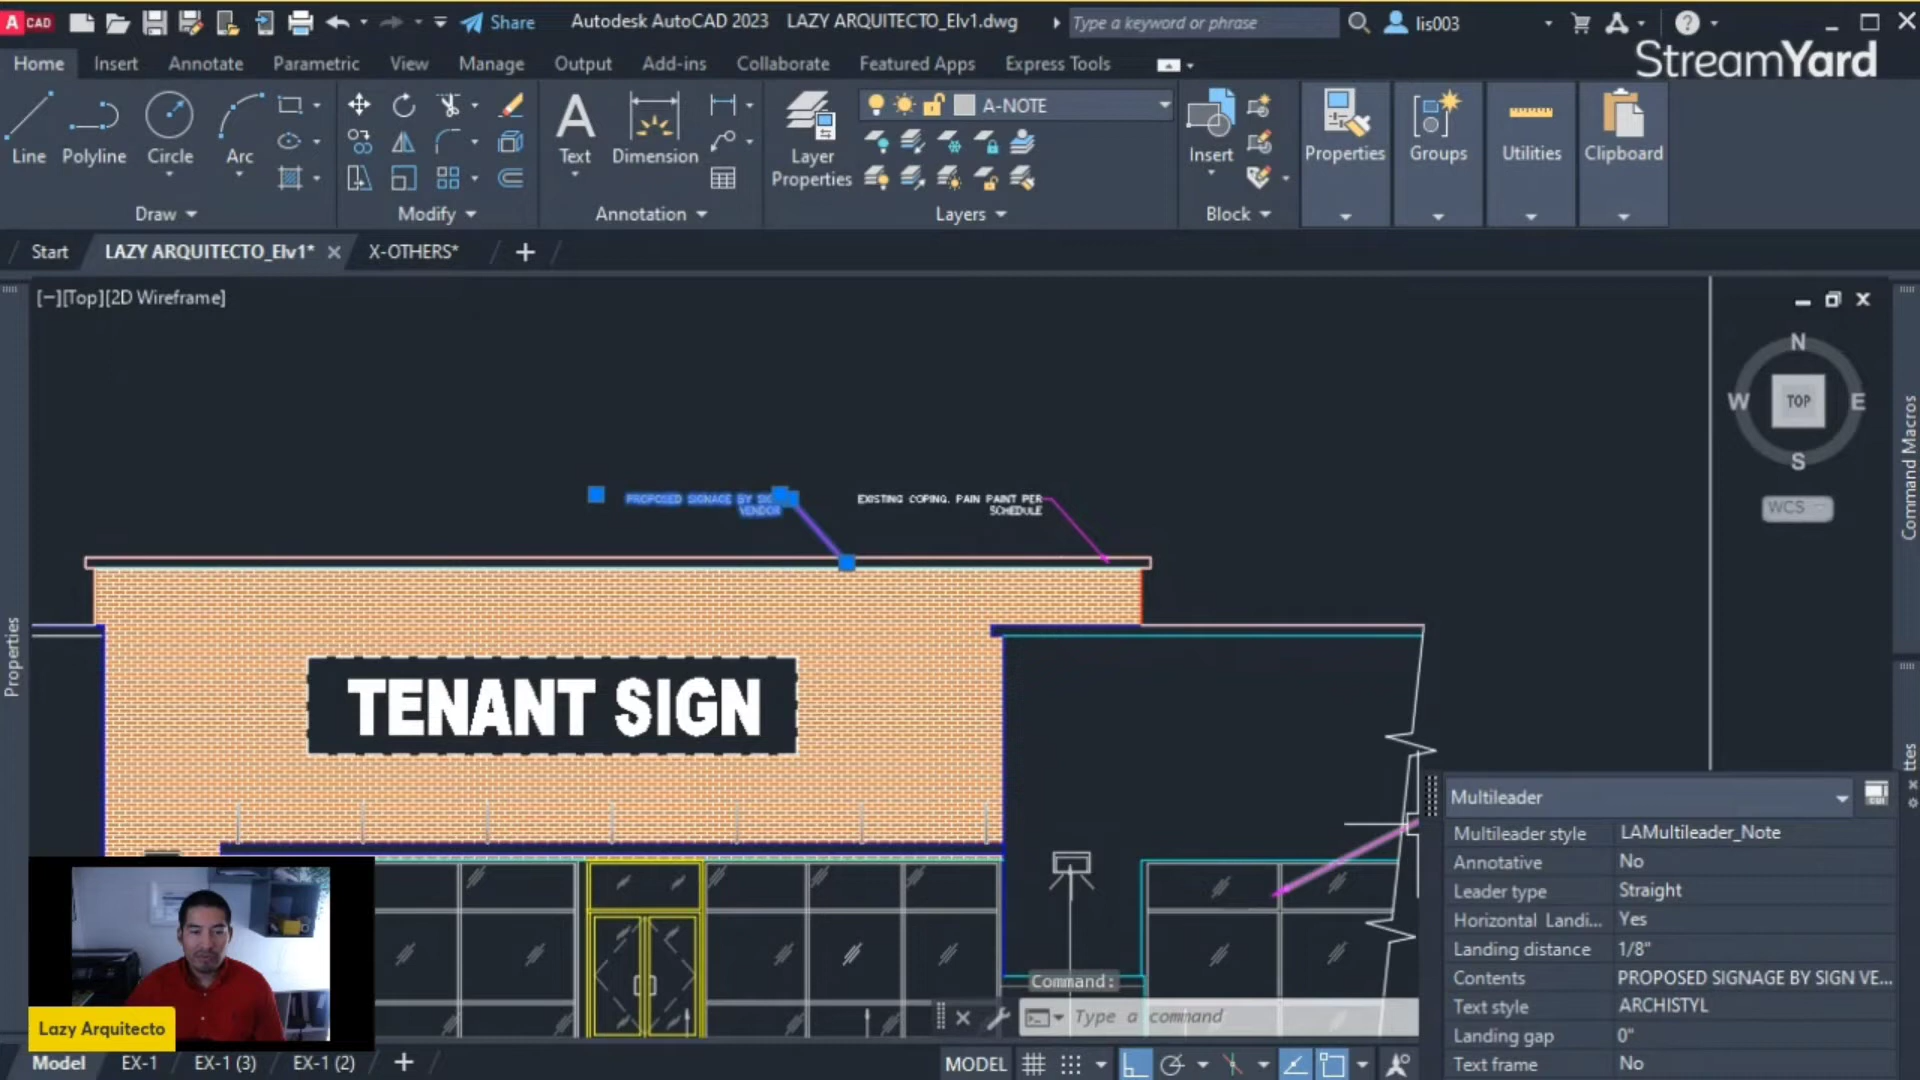 CAD
Share
Autodesk AutoCAD 2023 LAZY ARQUITECTO_Elv1.dwg
Type a keyword or phrase
lis003
StreamYard
Home Insert Annotate Parametric View Manage Output Add-ins Collaborate Featured Apps Express Tools
A-NOTE
Line Polyline Circle Arc
Text Dimension
Layer
Properties
Insert
Properties Groups Utilities Clipboard
Draw Modify Annotation Layers Block
Start LAZY ARQUITECTO_Elv1* X-OTHERS*
[−][Top][2D Wireframe]
N
W TOP E
S
WCS
Command Macros
Properties
PROPOSED SIGNAGE BY
VENDOR
EXISTING COPING. PAIN PAINT PER
SCHEDULE
TENANT SIGN
Multileader
Multileader style LAMultileader_Note
Annotative No
Leader type Straight
Horizontal Landi... Yes
Landing distance 1/8"
Contents PROPOSED SIGNAGE BY SIGN VE...
Text style ARCHISTYL
Landing gap 0"
Text frame No
Command:
Type a command
Lazy Arquitecto
Model EX-1 EX-1 (3) EX-1 (2)
MODEL